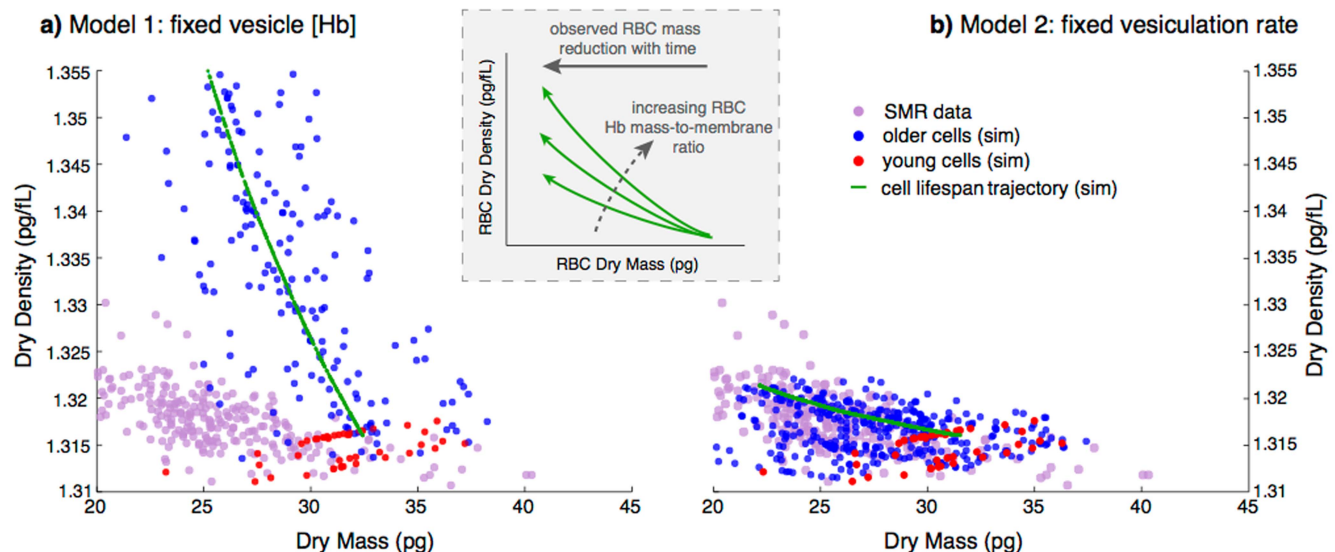 a) Model 1: fixed vesicle [Hb]
1.355
1.35
1.345
1.34
1.335
1.33
1.325
1.32
1.315
1.31
Dry Density (pg/fL)
20
25
30
35
40
45
Dry Mass (pg)
observed RBC mass
reduction with time
increasing RBC
Hb mass-to-membrane
ratio
RBC Dry Density (pg/fL)
RBC Dry Mass (pg)
b) Model 2: fixed vesiculation rate
SMR data
older cells (sim)
young cells (sim)
cell lifespan trajectory (sim)
1.355
1.35
1.345
1.34
1.335
1.33
1.325
1.32
1.315
1.31
Dry Density (pg/fL)
20
25
30
35
40
45
Dry Mass (pg)